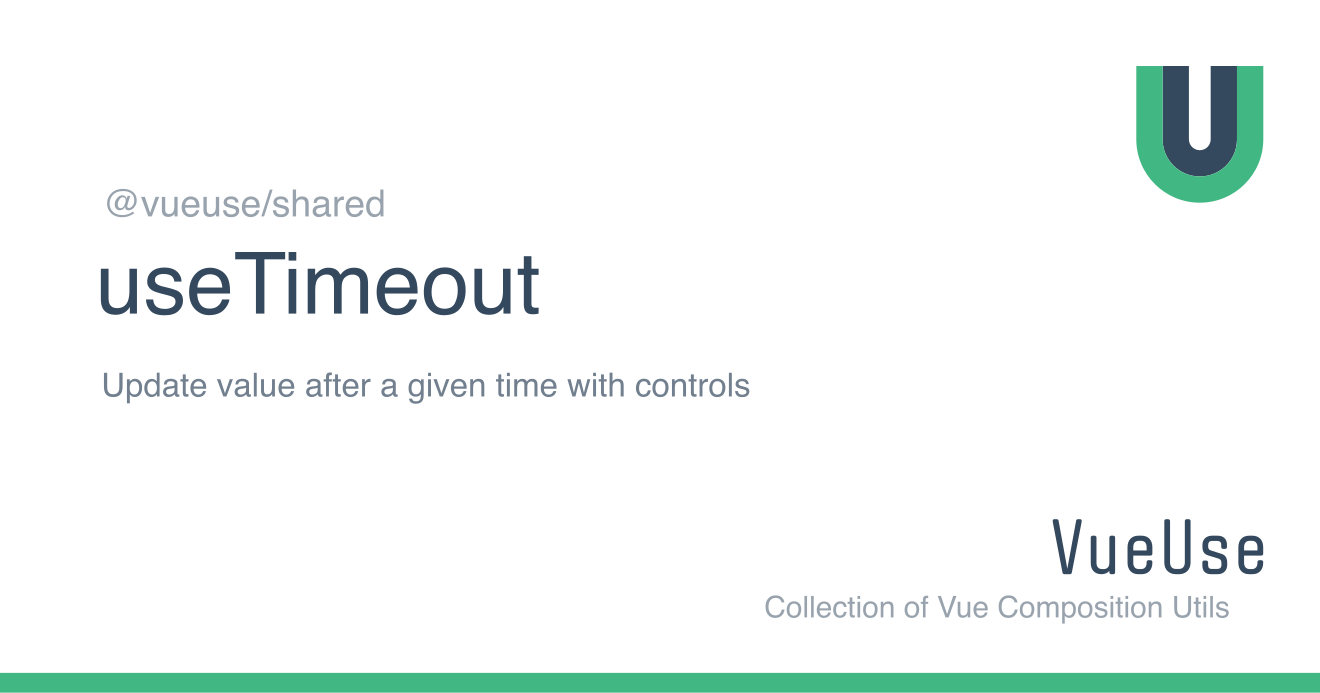 @vueuse/shared
useTimeout
Update value after a given time with controls
VueUse
Collection of Vue Composition Utils